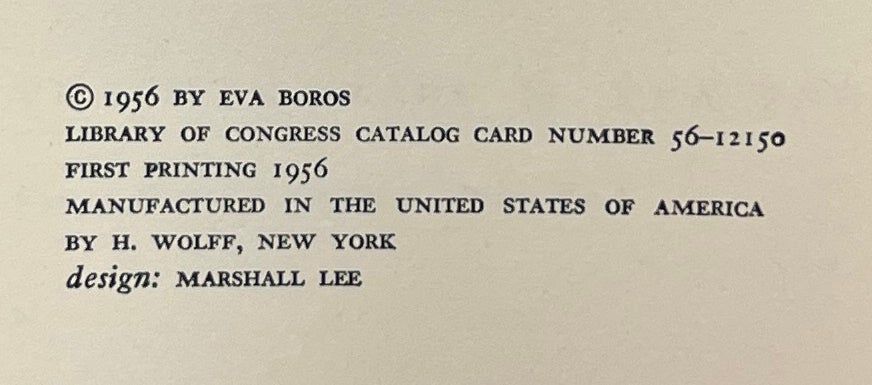 © 1956 BY EVA BOROS
LIBRARY OF CONGRESS CATALOG CARD NUMBER 56–12150
FIRST PRINTING 1956
MANUFACTURED IN THE UNITED STATES OF AMERICA
BY H. WOLFF, NEW YORK
design: MARSHALL LEE